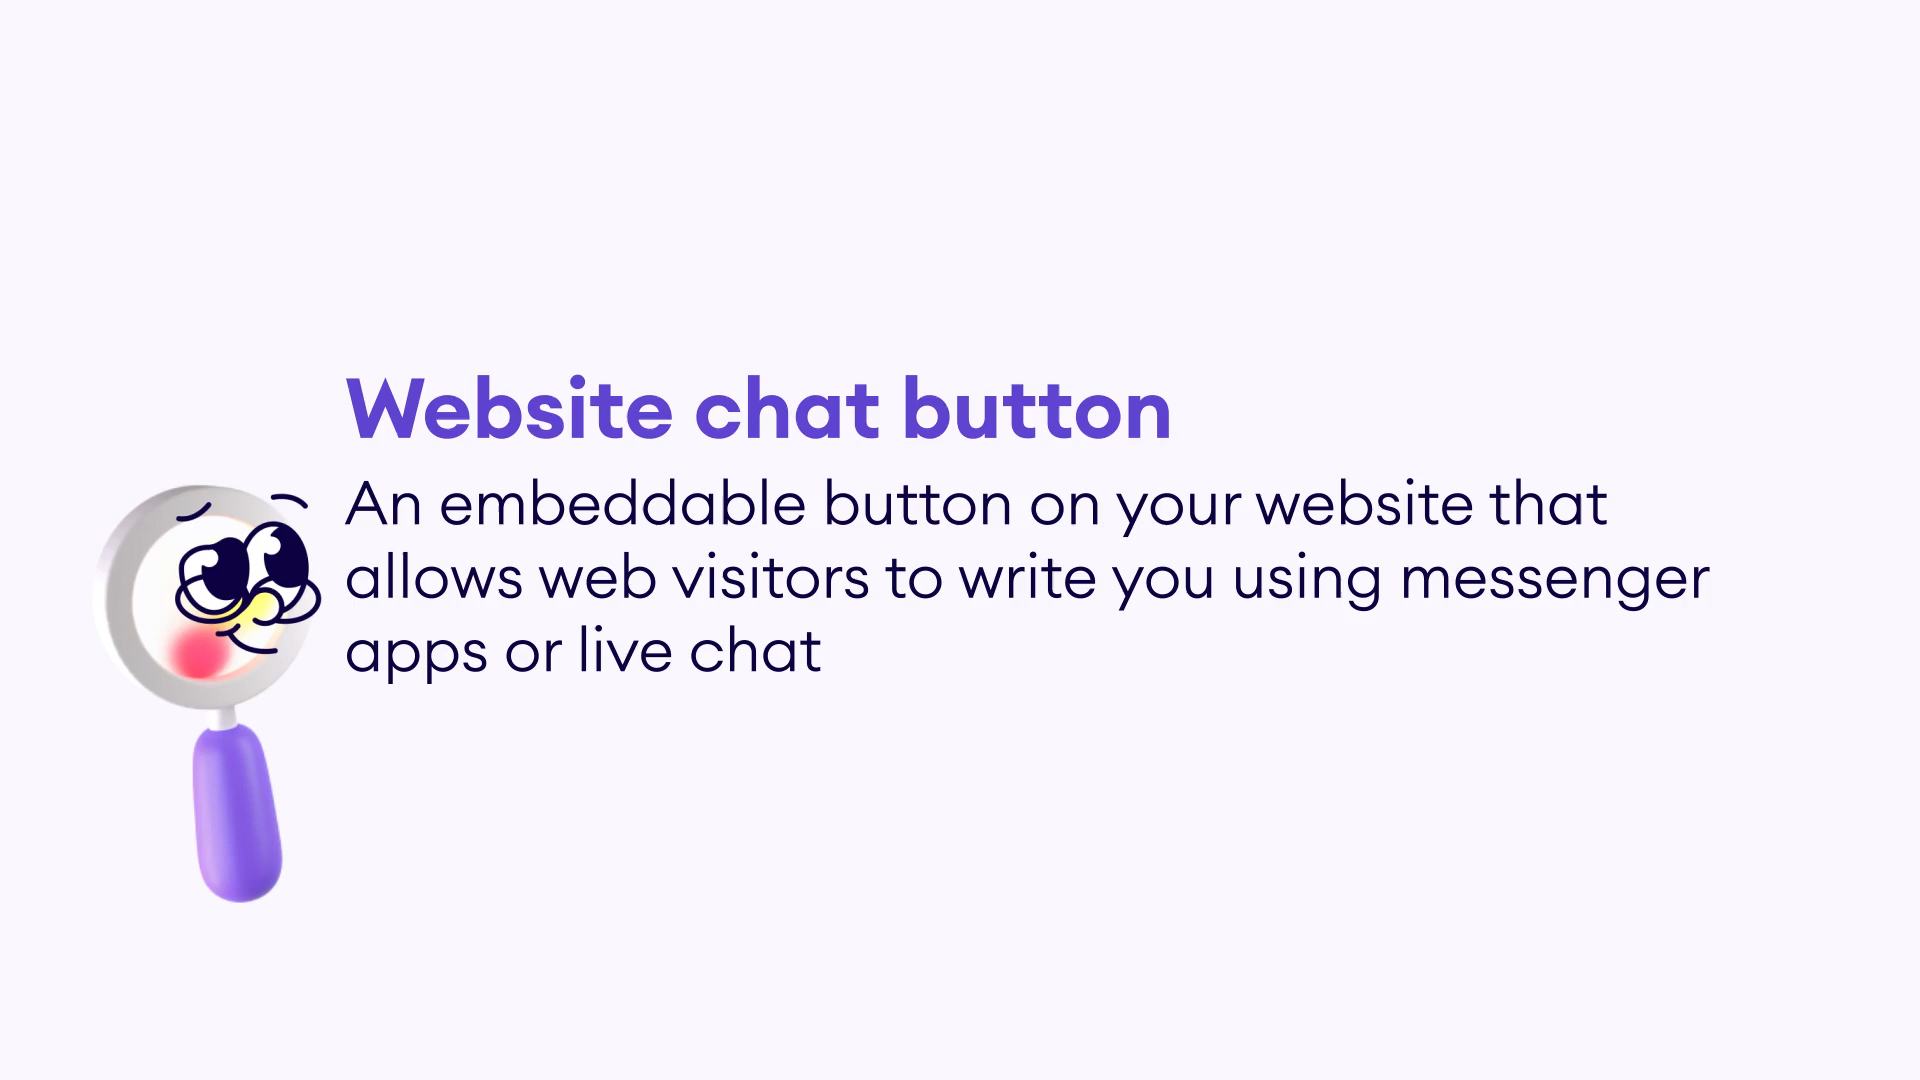 Website chat button
An embeddable button on your website that
allows web visitors to write you using messenger
apps or live chat